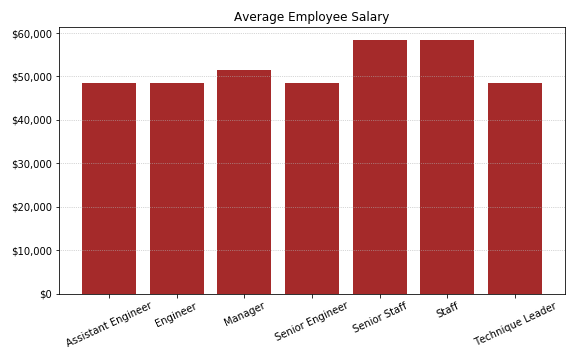 Average Employee Salary
$60,000
$50,000
$40,000
$30,000
$20,000
$10,000
$0
Assistant Engineer
Engineer
Manager
Senior Engineer
Senior Staff
Staff
Technique Leader